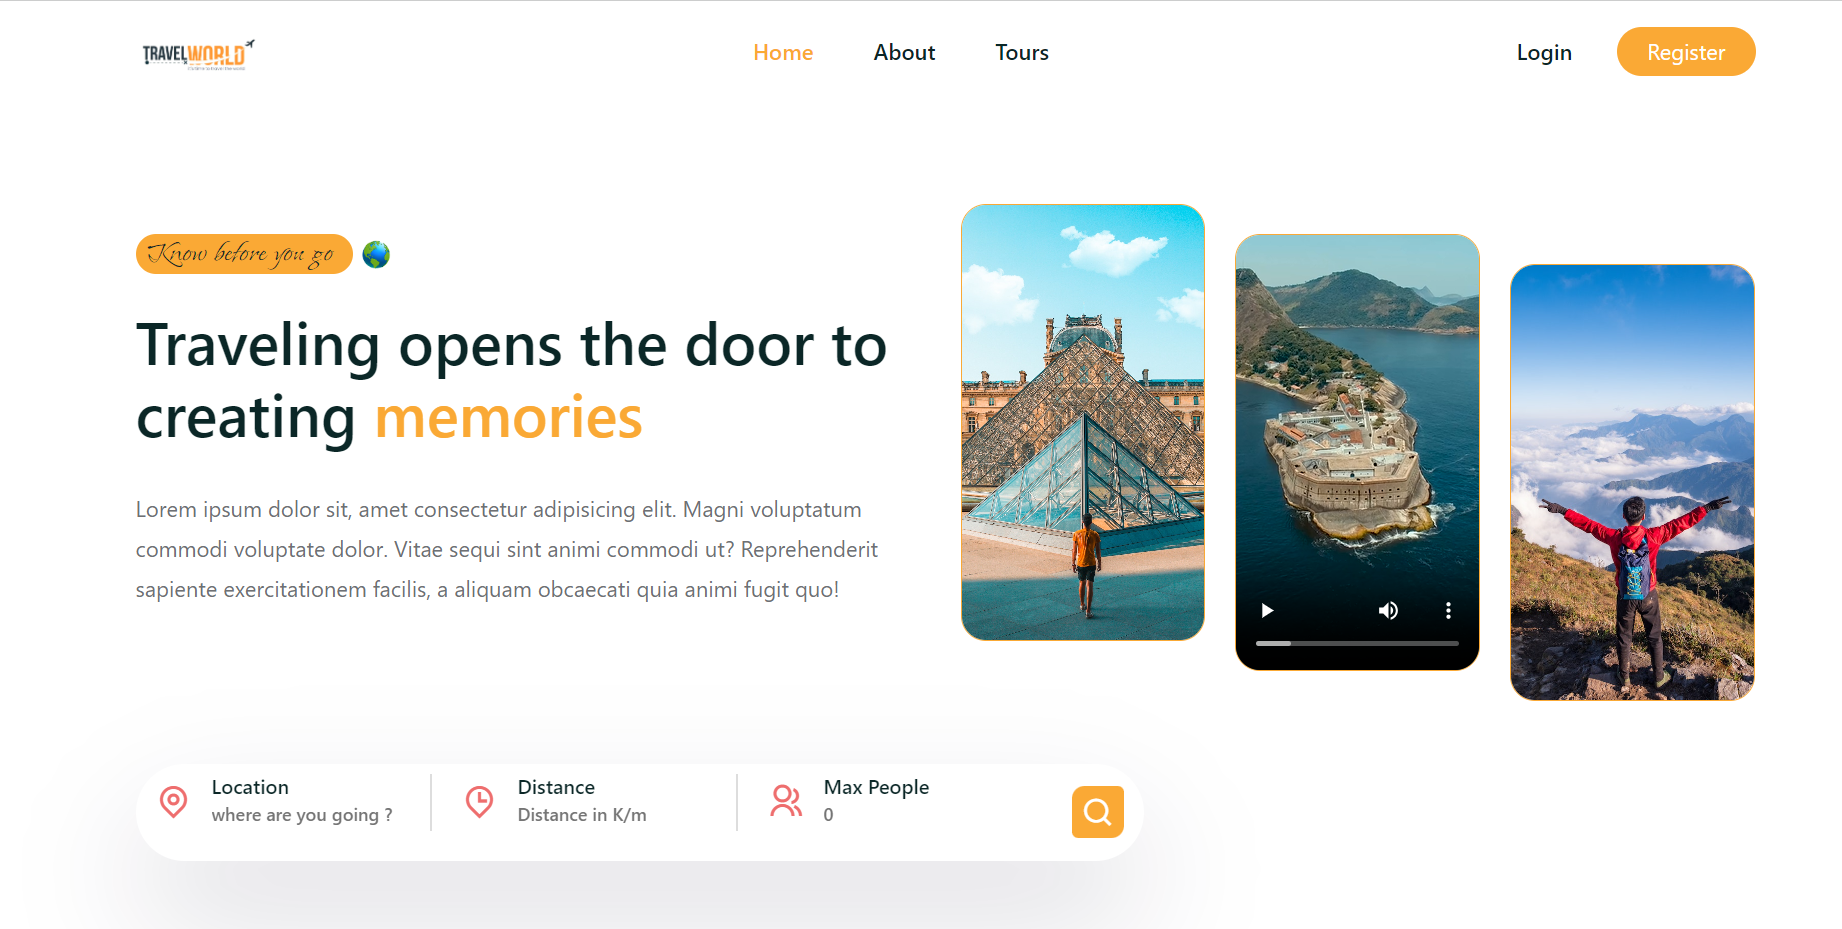 TRAVELWORLD
Home
About
Tours
Login
Register
Know before you go
Traveling opens the door to
creating memories
Lorem ipsum dolor sit, amet consectetur adipisicing elit. Magni voluptatum
commodi voluptate dolor. Vitae sequi sint animi commodi ut? Reprehenderit
sapiente exercitationem facilis, a aliquam obcaecati quia animi fugit quo!
Location
where are you going ?
Distance
Distance in K/m
Max People
0